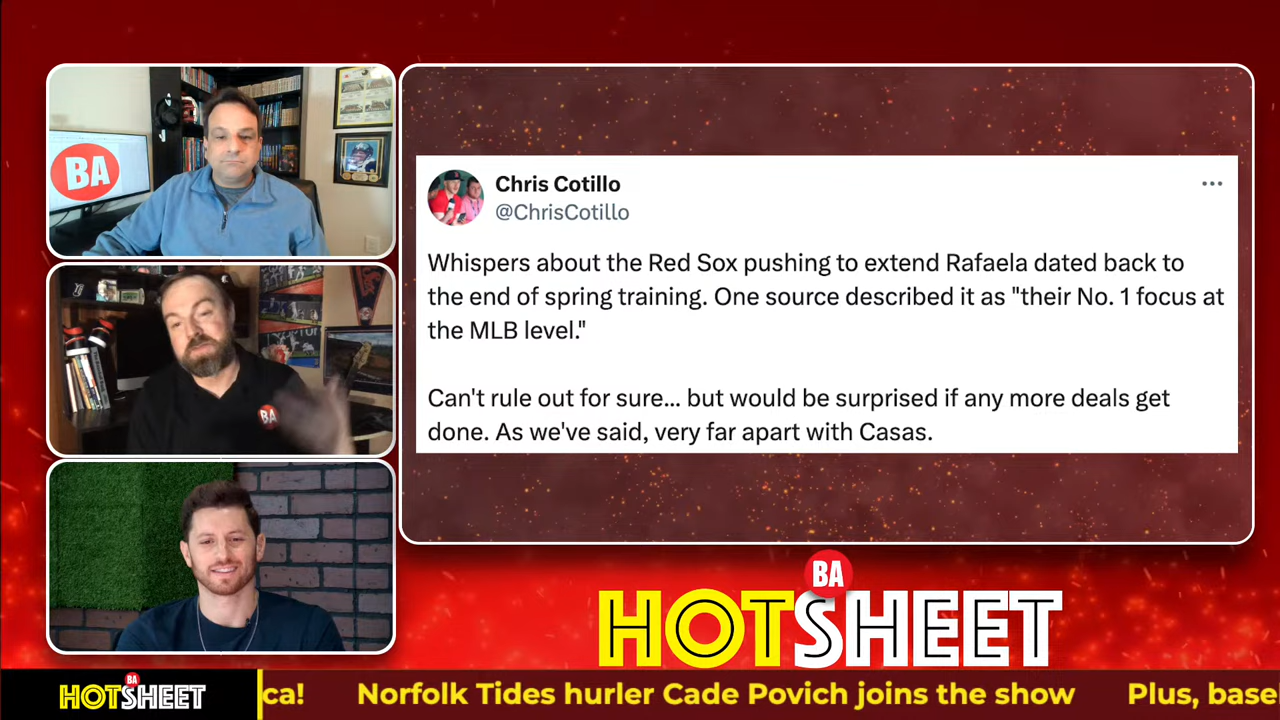 BA
BA
Chris Cotillo
@ChrisCotillo
Whispers about the Red Sox pushing to extend Rafaela dated back to
the end of spring training. One source described it as "their No. 1 focus at
the MLB level."
Can't rule out for sure... but would be surprised if any more deals get
done. As we've said, very far apart with Casas.
BA
HOTSHEET
BA
HOTSHEET
ca! Norfolk Tides hurler Cade Povich joins the show Plus, base